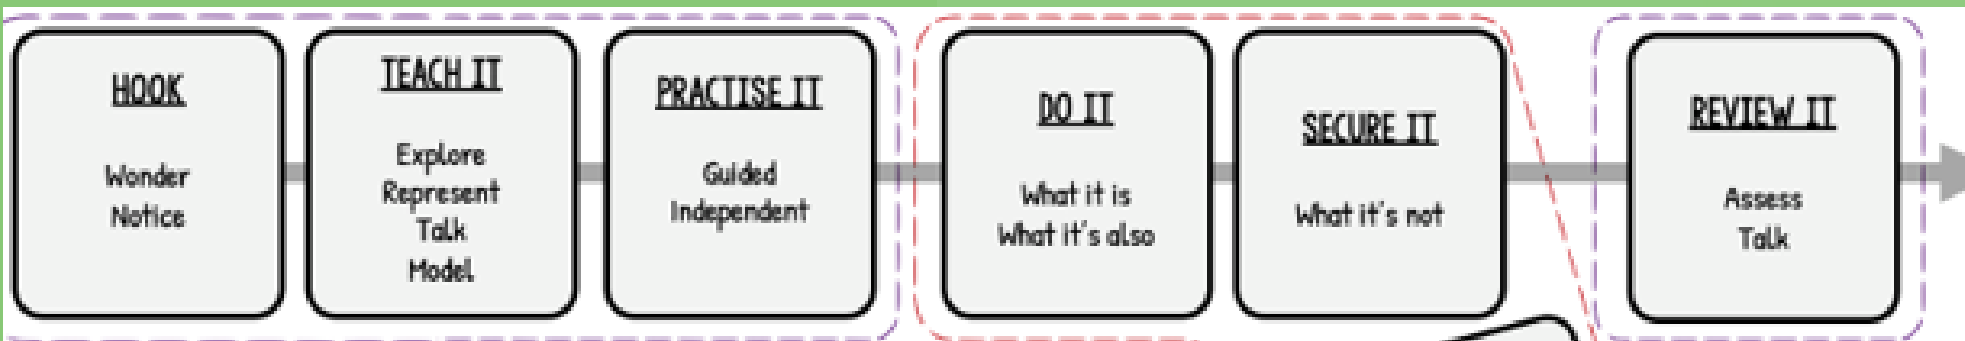 HOOK
Wonder
Notice
TEACH IT
Explore
Represent
Talk
Model
PRACTISE IT
Guided
Independent
DO IT
What it is
What it's also
SECURE IT
What it's not
REVIEW IT
Assess
Talk